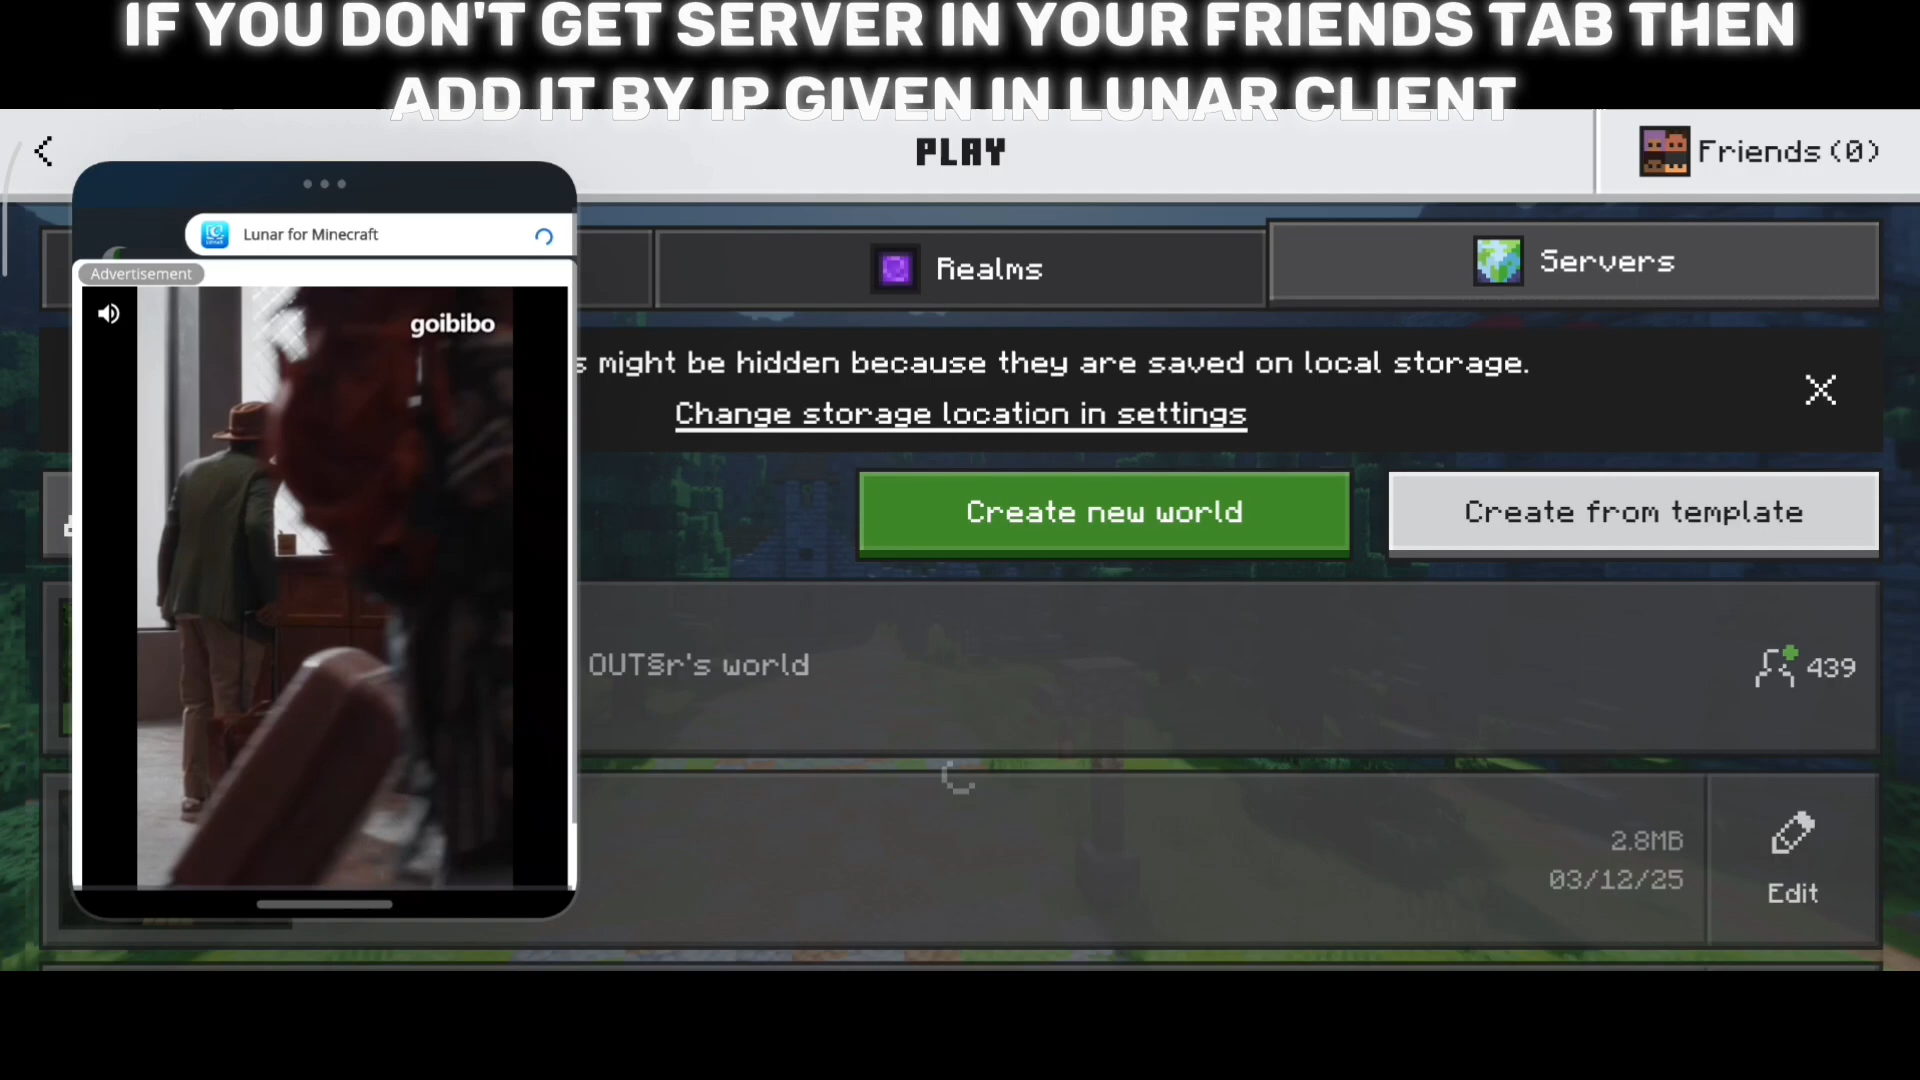 IF YOU DON'T GET SERVER IN YOUR FRIENDS TAB THEN
ADD IT BY IP GIVEN IN LUNAR CLIENT
PLAY
Friends (0)
Lunar for Minecraft
Advertisement
goibibo
Realms
Servers
might be hidden because they are saved on local storage.
Change storage location in settings
Create new world
Create from template
OUT§r's world
439
2.8MB
03/12/25
Edit